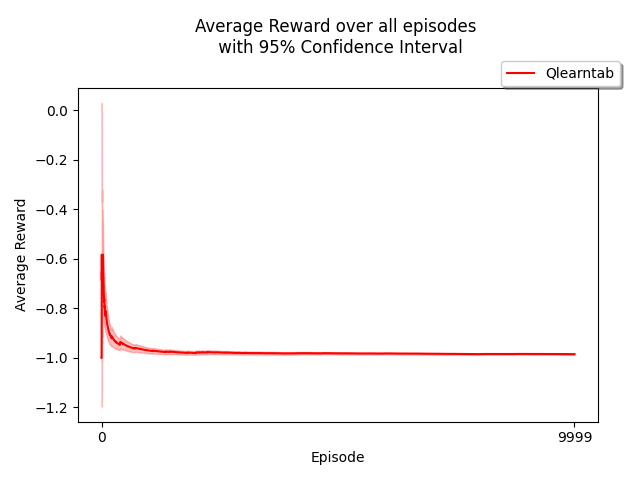 Average Reward over all episodes
with 95% Confidence Interval
Qlearntab
0.0
−0.2
−0.4
−0.6
−0.8
−1.0
−1.2
Average Reward
0
9999
Episode